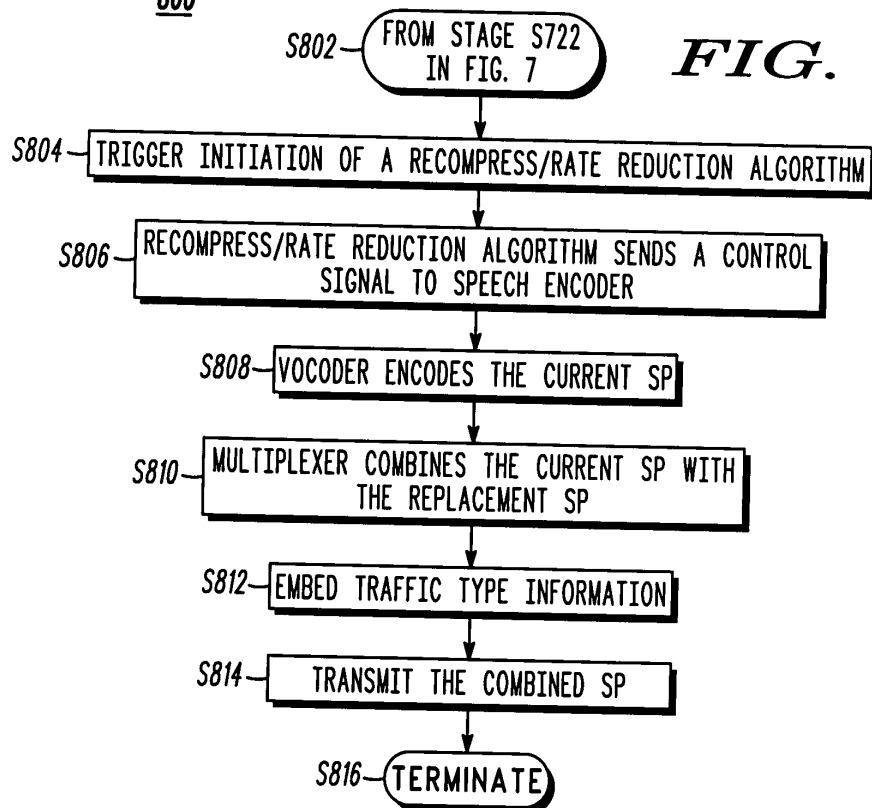 800
S802
FROM STAGE S722
IN FIG. 7
FIG.
S804
TRIGGER INITIATION OF A RECOMPRESS/RATE REDUCTION ALGORITHM
S806
RECOMPRESS/RATE REDUCTION ALGORITHM SENDS A CONTROL
SIGNAL TO SPEECH ENCODER
S808
VOCODER ENCODES THE CURRENT SP
S810
MULTIPLEXER COMBINES THE CURRENT SP WITH
THE REPLACEMENT SP
S812
EMBED TRAFFIC TYPE INFORMATION
S814
TRANSMIT THE COMBINED SP
S816
TERMINATE